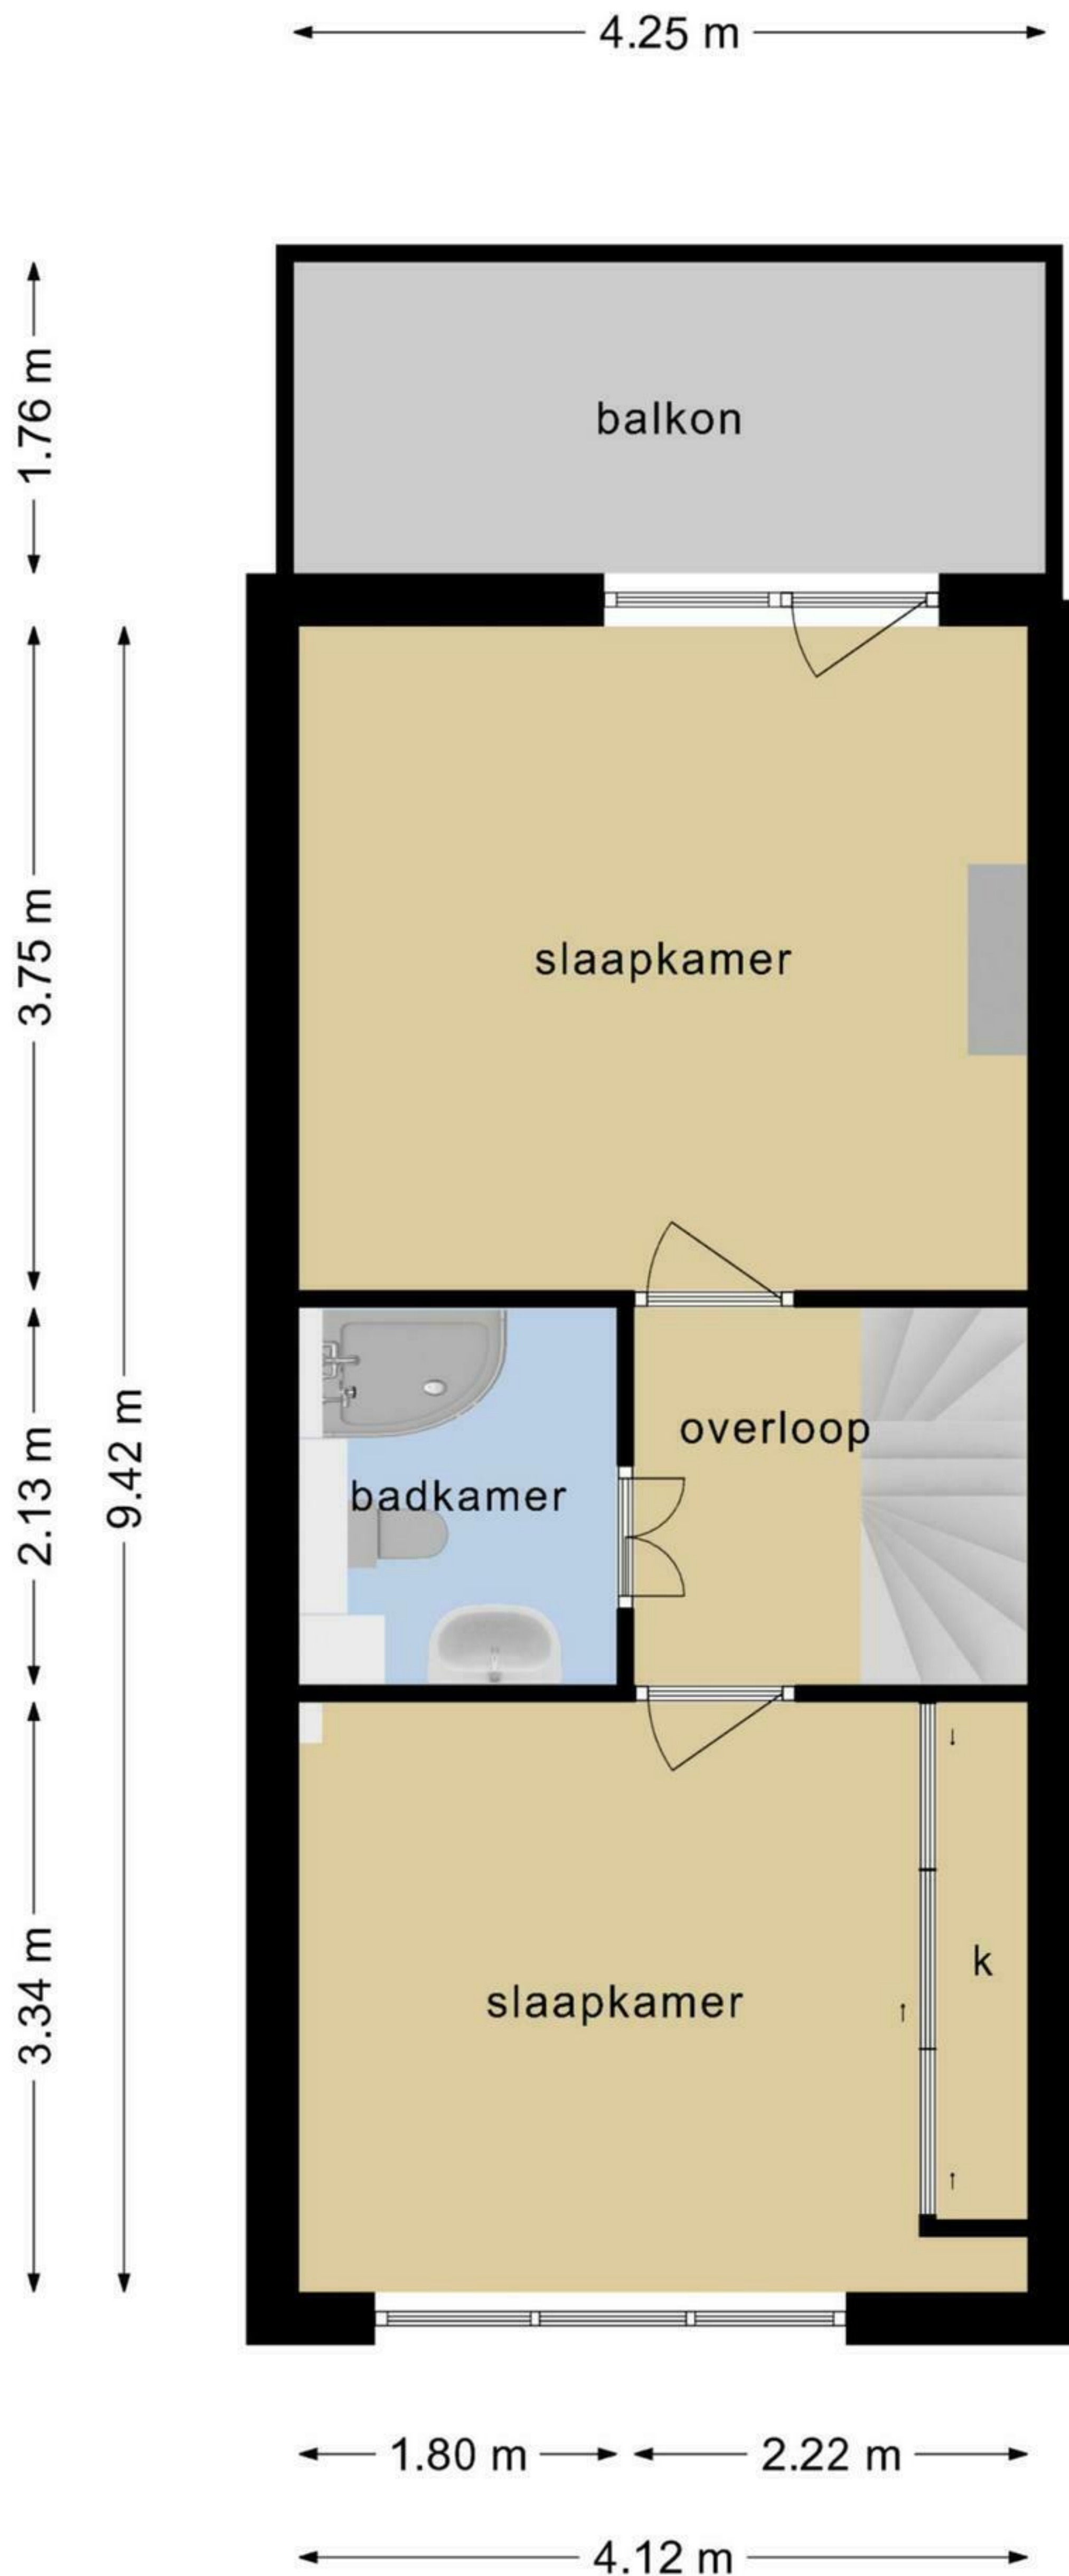 4.25 m
1.76 m
balkon
3.75 m
slaapkamer
9.42 m
2.13 m
overloop
badkamer
3.34 m
k
slaapkamer
1.80 m
2.22 m
4.12 m